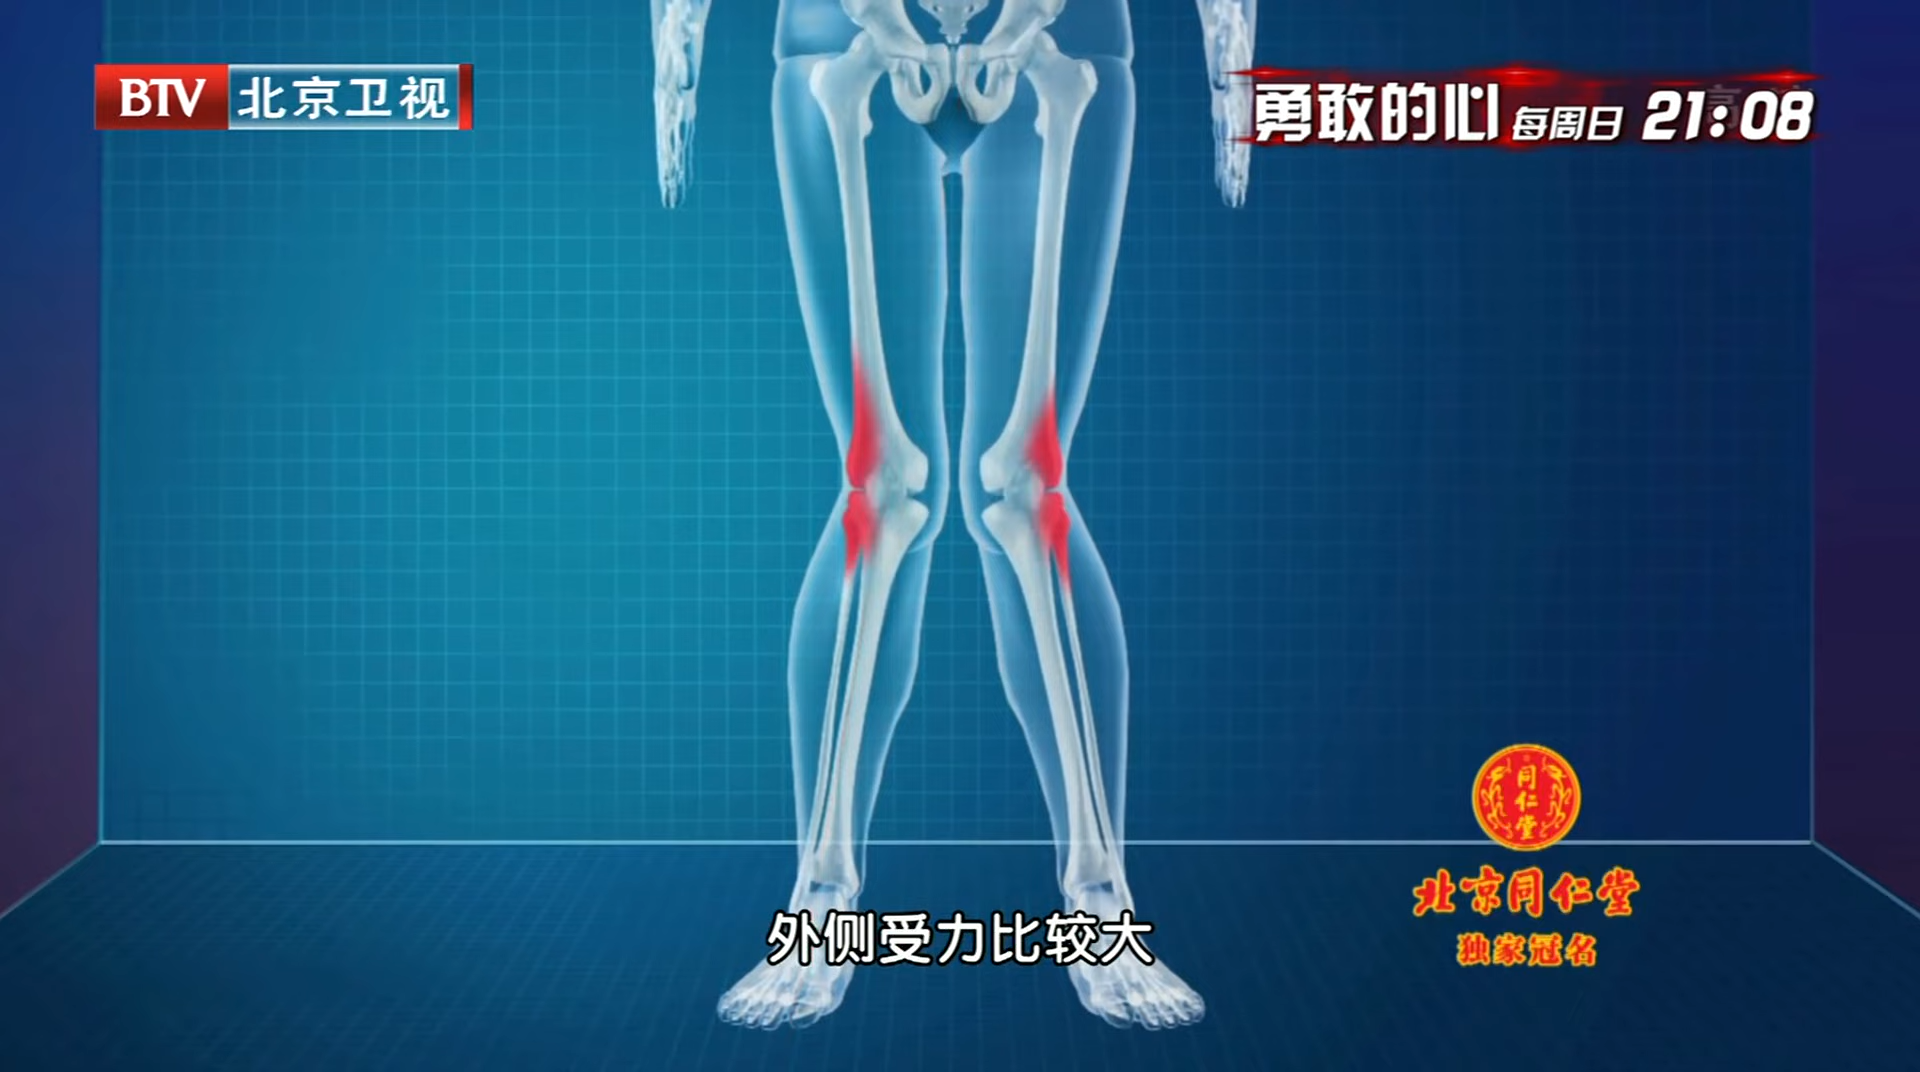 BTV 北京卫视
勇敢的心 每周日 21:08
同仁堂
北京同仁堂
独家冠名
外侧受力比较大